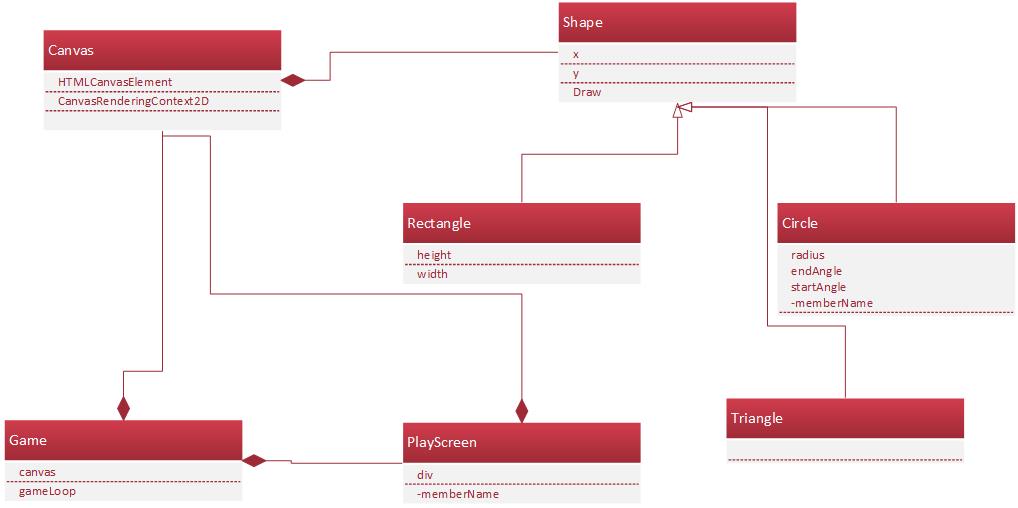 Canvas
HTMLCanvasElement
CanvasRenderingContext2D
Shape
x
y
Draw
Rectangle
height
width
Circle
radius
endAngle
startAngle
-memberName
Triangle
Game
canvas
gameLoop
PlayScreen
div
-memberName